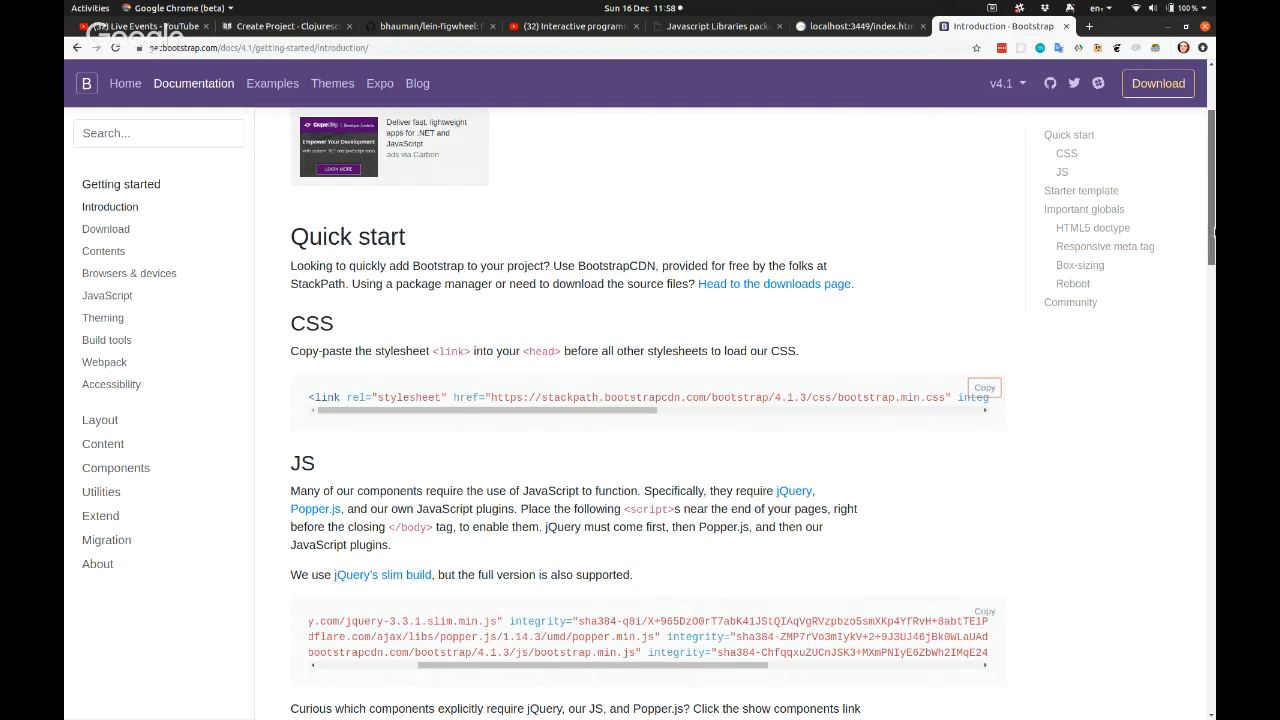 Activities Google Chrome (beta) Sun 16 Dec 11:58 en 100 %
(32) Live Events - YouTube Create Project - Clojuresc bhauman/lein-figwheel: F (32) Interactive programm Javascript Libraries packa localhost:3449/index.htm Introduction · Bootstrap
Google
getbootstrap.com/docs/4.1/getting-started/introduction/
B Home Documentation Examples Themes Expo Blog v4.1 Download
Search...
Getting started
Introduction
Download
Contents
Browsers & devices
JavaScript
Theming
Build tools
Webpack
Accessibility
Layout
Content
Components
Utilities
Extend
Migration
About
Empower Your Development
LEARN MORE
Deliver fast, lightweight
apps for .NET and
JavaScript
ads via Carbon
Quick start
Looking to quickly add Bootstrap to your project? Use BootstrapCDN, provided for free by the folks at
StackPath. Using a package manager or need to download the source files? Head to the downloads page.
CSS
Copy-paste the stylesheet <link> into your <head> before all other stylesheets to load our CSS.
Copy
<link rel="stylesheet" href="https://stackpath.bootstrapcdn.com/bootstrap/4.1.3/css/bootstrap.min.css" integ
JS
Many of our components require the use of JavaScript to function. Specifically, they require jQuery,
Popper.js, and our own JavaScript plugins. Place the following <script>s near the end of your pages, right
before the closing </body> tag, to enable them. jQuery must come first, then Popper.js, and then our
JavaScript plugins.
We use jQuery's slim build, but the full version is also supported.
Copy
y.com/jquery-3.3.1.slim.min.js" integrity="sha384-q8i/X+965DzO0rT7abK41JStQIAqVgRVzpbzo5smXKp4YfRvH+8abtTE1P
dflare.com/ajax/libs/popper.js/1.14.3/umd/popper.min.js" integrity="sha384-ZMP7rVo3mIykV+2+9J3UJ46jBk0WLaUAd
bootstrapcdn.com/bootstrap/4.1.3/js/bootstrap.min.js" integrity="sha384-ChfqqxuZUCnJSK3+MXmPNIyE6ZbWh2IMqE24
Curious which components explicitly require jQuery, our JS, and Popper.js? Click the show components link
Quick start
CSS
JS
Starter template
Important globals
HTML5 doctype
Responsive meta tag
Box-sizing
Reboot
Community